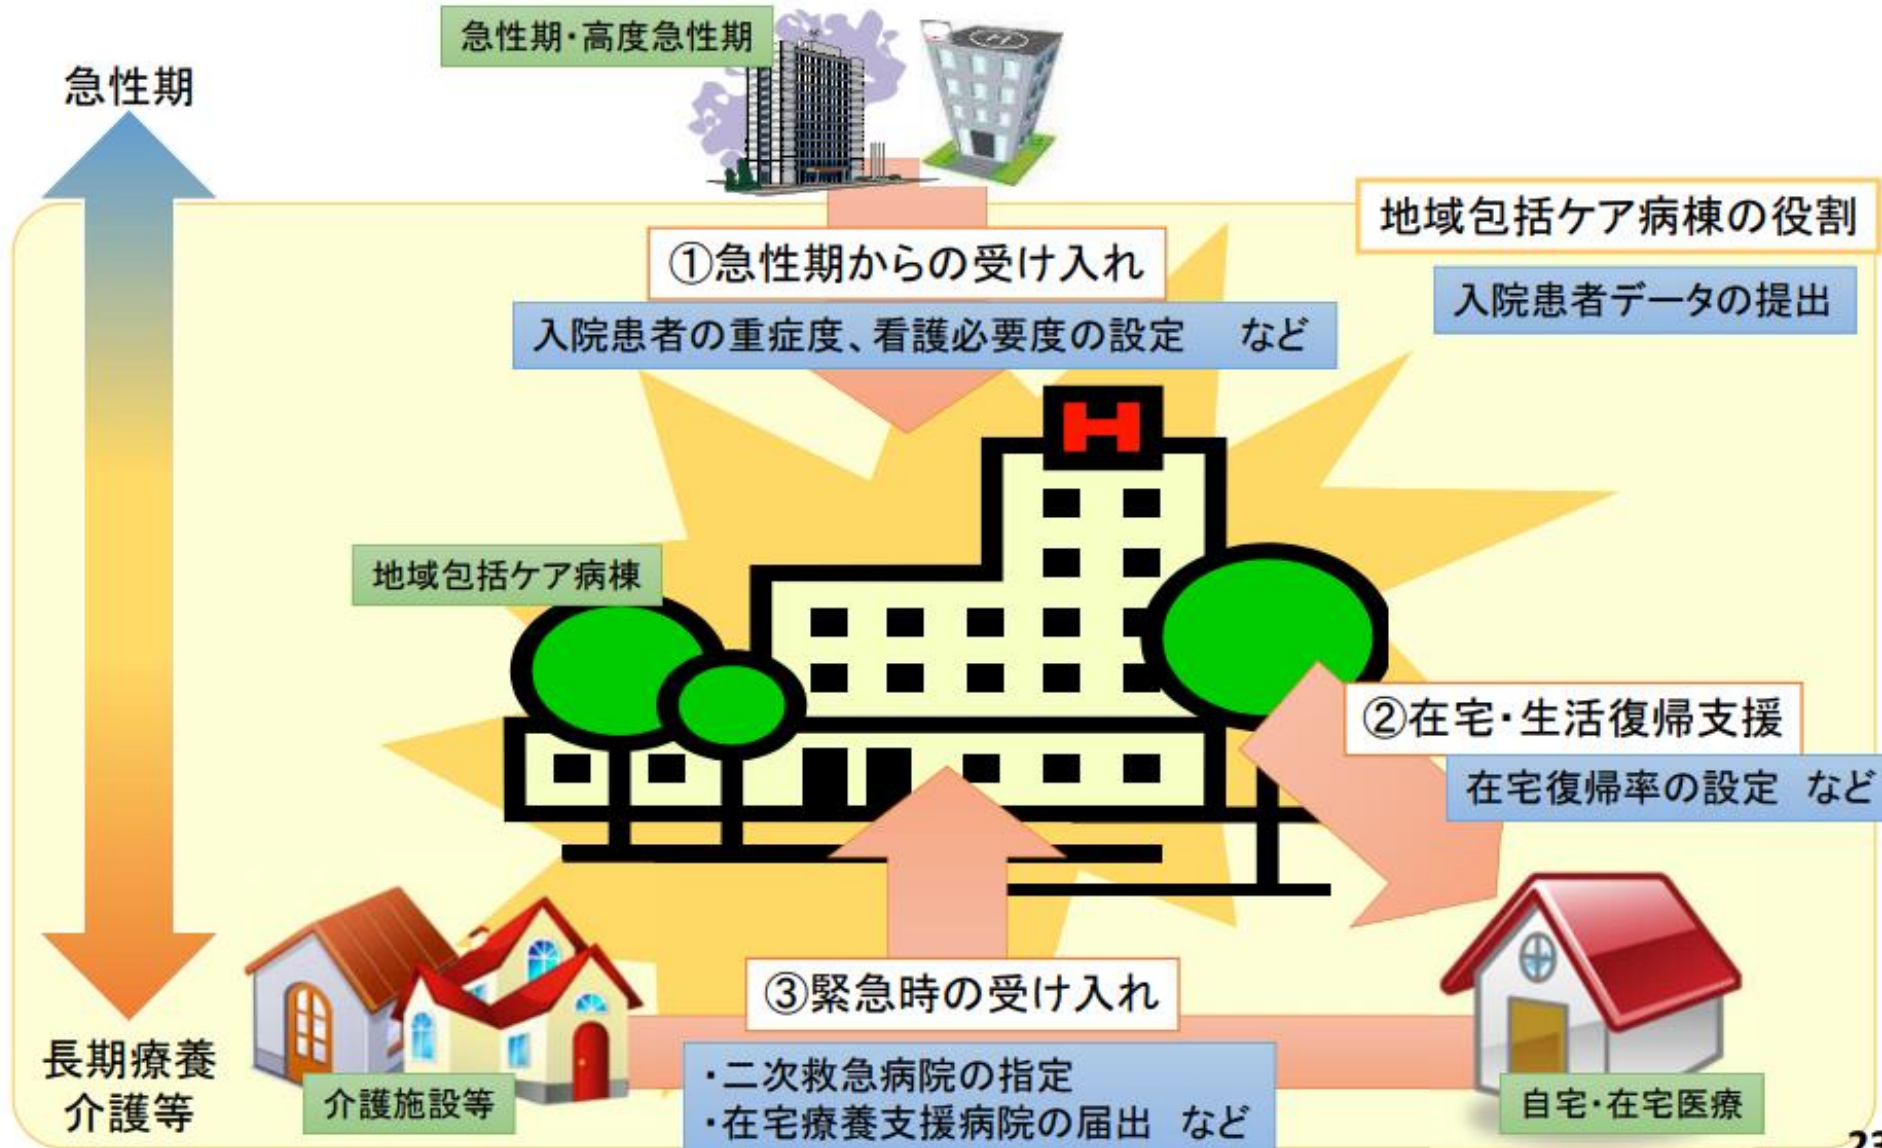 急性期・高度急性期
急性期
地域包括ケア病棟の役割
①急性期からの受け入れ
入院患者データの提出
入院患者の重症度、看護必要度の設定　など
H
H
地域包括ケア病棟
②在宅・生活復帰支援
在宅復帰率の設定　など
③緊急時の受け入れ
長期療養
介護等
介護施設等
・二次救急病院の指定
・在宅療養支援病院の届出　など
自宅・在宅医療